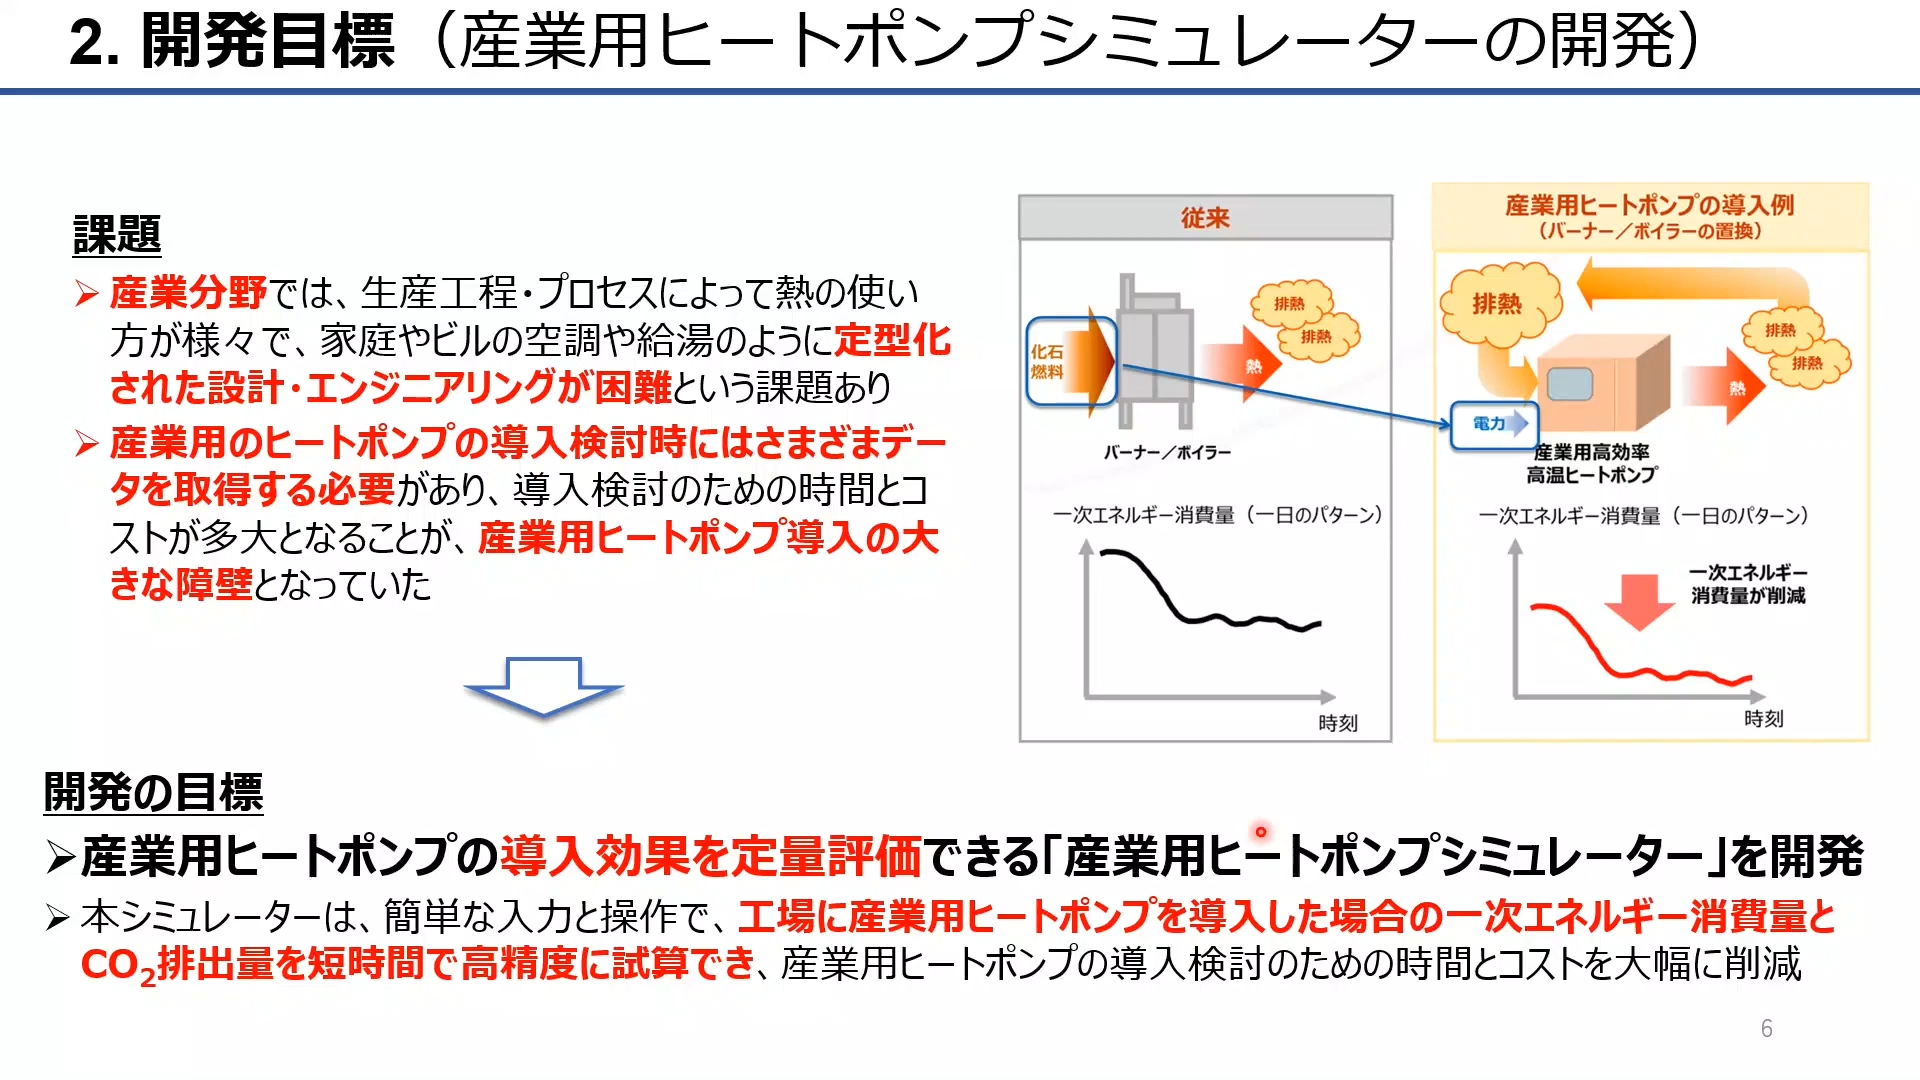 2. 開発目標（産業用ヒートポンプシミュレーターの開発）
課題
➢ 産業分野では、生産工程・プロセスによって熱の使い
方が様々で、家庭やビルの空調や給湯のように定型化
された設計・エンジニアリングが困難という課題あり
➢ 産業用のヒートポンプの導入検討時にはさまざまデー
タを取得する必要があり、導入検討のための時間とコ
ストが多大となることが、産業用ヒートポンプ導入の大
きな障壁となっていた
従来
化石
燃料
熱
排熱
排熱
バーナー／ボイラー
一次エネルギー消費量（一日のパターン）
時刻
産業用ヒートポンプの導入例
（バーナー／ボイラーの置換）
排熱
電力
熱
排熱
排熱
産業用高効率
高温ヒートポンプ
一次エネルギー消費量（一日のパターン）
一次エネルギー
消費量が削減
時刻
開発の目標
➢産業用ヒートポンプの導入効果を定量評価できる「産業用ヒートポンプシミュレーター」を開発
➢ 本シミュレーターは、簡単な入力と操作で、工場に産業用ヒートポンプを導入した場合の一次エネルギー消費量と
CO2排出量を短時間で高精度に試算でき、産業用ヒートポンプの導入検討のための時間とコストを大幅に削減
6